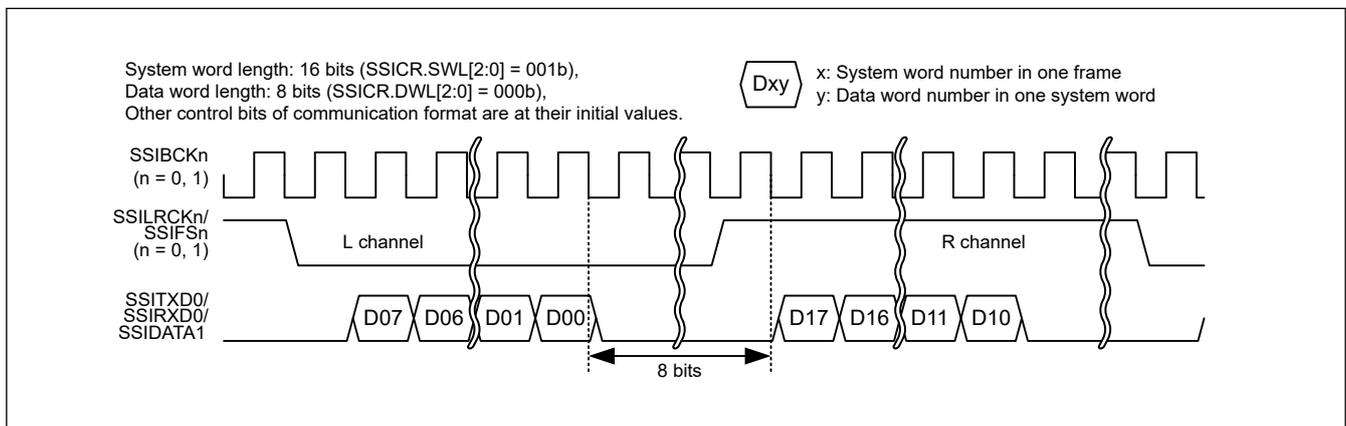 System word length: 16 bits (SSICR.SWL[2:0] = 001b),
Data word length: 8 bits (SSICR.DWL[2:0] = 000b),
Other control bits of communication format are at their initial values.
Dxy
x: System word number in one frame
y: Data word number in one system word
SSIBCKn
(n = 0, 1)
SSILRCKn/
SSIFSn
(n = 0, 1)
L channel
R channel
SSITXD0/
SSIRXD0/
SSIDATA1
D07 D06 D01 D00 D17 D16 D11 D10
8 bits